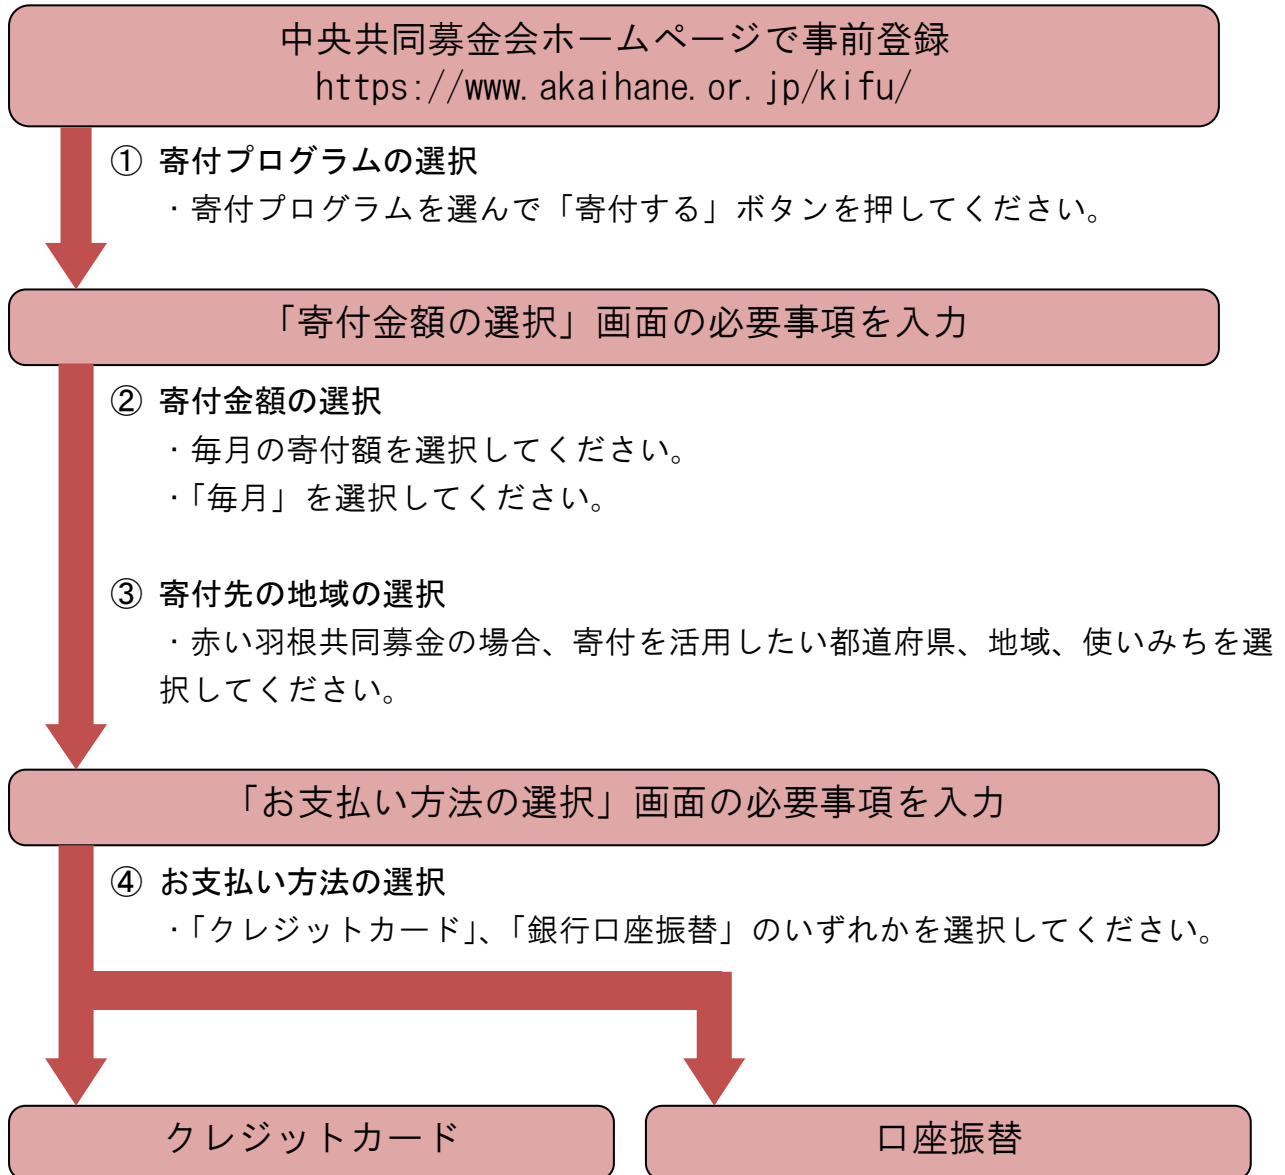 中央共同募金会ホームページで事前登録
https://www.akaihane.or.jp/kifu/
① 寄付プログラムの選択
・寄付プログラムを選んで「寄付する」ボタンを押してください。
「寄付金額の選択」画面の必要事項を入力
② 寄付金額の選択
・毎月の寄付額を選択してください。
・「毎月」を選択してください。
③ 寄付先の地域の選択
・赤い羽根共同募金の場合、寄付を活用したい都道府県、地域、使いみちを選
択してください。
「お支払い方法の選択」画面の必要事項を入力
④ お支払い方法の選択
・「クレジットカード」、「銀行口座振替」のいずれかを選択してください。
クレジットカード
口座振替